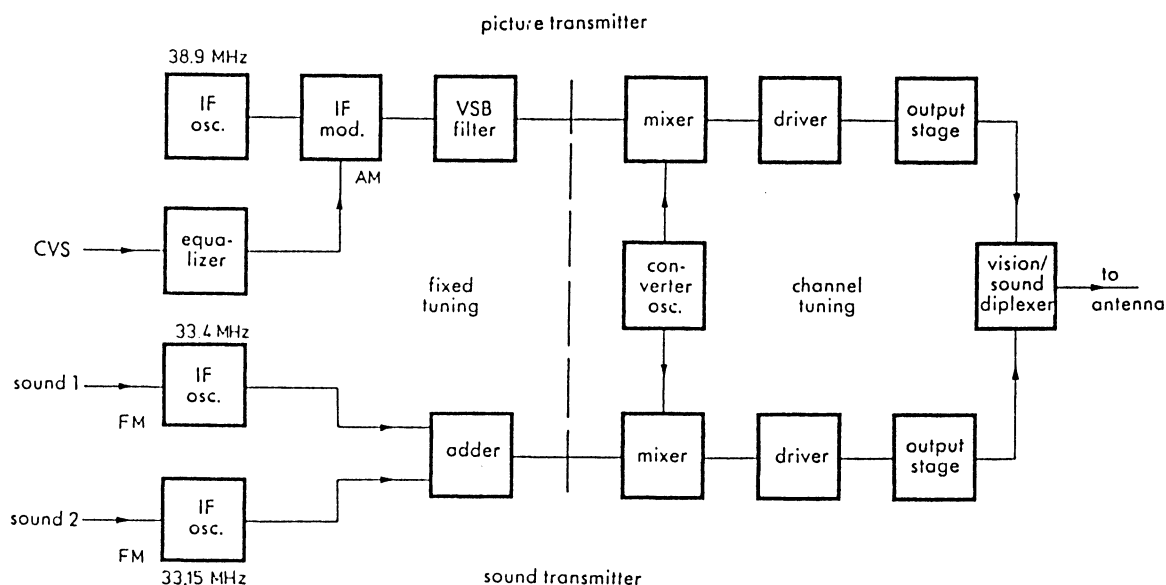 picture transmitter
38.9 MHz
IF
osc.
IF
mod.
AM
VSB
filter
mixer
driver
output
stage
CVS
equa-
lizer
fixed
tuning
con-
verter
osc.
channel
tuning
vision/
sound
diplexer
to
antenna
33.4 MHz
sound 1
IF
osc.
FM
adder
mixer
driver
output
stage
sound 2
IF
osc.
FM
33.15 MHz
sound transmitter